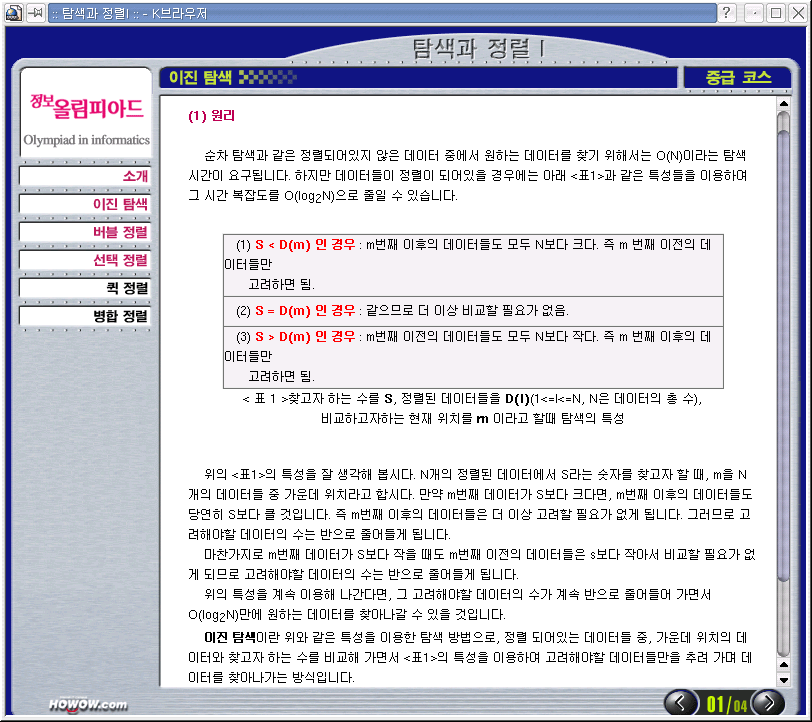 :: 탐색과 정렬I :: - K브라우저
탐색과 정렬 I
이진 탐색
중급 코스
정보올림피아드
Olympiad in informatics
소개
이진 탐색
버블 정렬
선택 정렬
퀵 정렬
병합 정렬
(1) 원리
순차 탐색과 같은 정렬되어있지 않은 데이터 중에서 원하는 데이터를 찾기 위해서는 O(N)이라는 탐색
시간이 요구됩니다. 하지만 데이터들이 정렬이 되어있을 경우에는 아래 <표1>과 같은 특성들을 이용하여
그 시간 복잡도를 O(log2N)으로 줄일 수 있습니다.
(1) S < D(m) 인 경우 : m번째 이후의 데이터들도 모두 N보다 크다. 즉 m 번째 이전의 데
이터들만
고려하면 됨.
(2) S = D(m) 인 경우 : 같으므로 더 이상 비교할 필요가 없음.
(3) S > D(m) 인 경우 : m번째 이전의 데이터들도 모두 N보다 작다. 즉 m 번째 이후의 데
이터들만
고려하면 됨.
< 표 1 >찾고자 하는 수를 S, 정렬된 데이터들을 D(I)(1<=I<=N, N은 데이터의 총 수),
비교하고자하는 현재 위치를 m 이라고 할때 탐색의 특성
위의 <표1>의 특성을 잘 생각해 봅시다. N개의 정렬된 데이터에서 S라는 숫자를 찾고자 할 때, m을 N
개의 데이터들 중 가운데 위치라고 합시다. 만약 m번째 데이터가 S보다 크다면, m번째 이후의 데이터들도
당연히 S보다 클 것입니다. 즉 m번째 이후의 데이터들은 더 이상 고려할 필요가 없게 됩니다. 그러므로 고
려해야할 데이터의 수는 반으로 줄어들게 됩니다.
마찬가지로 m번째 데이터가 S보다 작을 때도 m번째 이전의 데이터들은 s보다 작아서 비교할 필요가 없
게 되므로 고려해야할 데이터의 수는 반으로 줄어들게 됩니다.
위의 특성을 계속 이용해 나간다면, 그 고려해야할 데이터의 수가 계속 반으로 줄어들어 가면서
O(log2N)만에 원하는 데이터를 찾아나갈 수 있을 것입니다.
이진 탐색이란 위와 같은 특성을 이용한 탐색 방법으로, 정렬 되어있는 데이터들 중, 가운데 위치의 데
이터와 찾고자 하는 수를 비교해 가면서 <표1>의 특성을 이용하여 고려해야할 데이터들만을 추려 가며 데
이터를 찾아나가는 방식입니다.
HOWOW.com
01/04